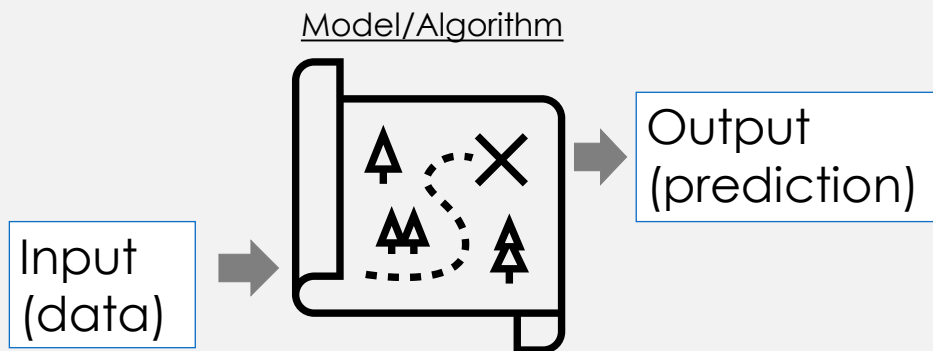 Model/Algorithm
Input
(data)
Output
(prediction)